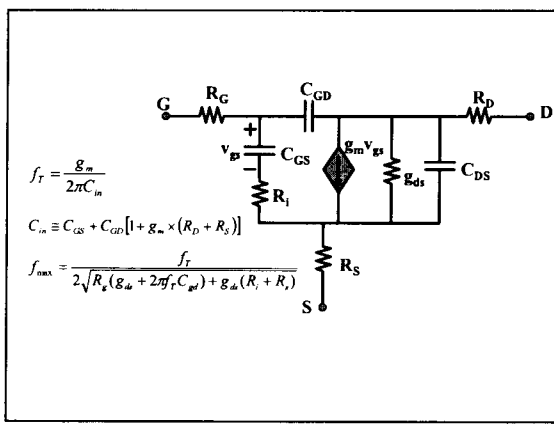 G
R_G
C_GD
R_D
D
+
v_gs
−
C_GS
g_m v_gs
g_ds
C_DS
R_i
R_S
S
f_T = g_m / 2πC_in
C_in ≡ C_GS + C_GD [1 + g_m × (R_D + R_S)]
f_max = f_T / 2√(R_g (g_ds + 2πf_T C_gd) + g_ds (R_i + R_s))